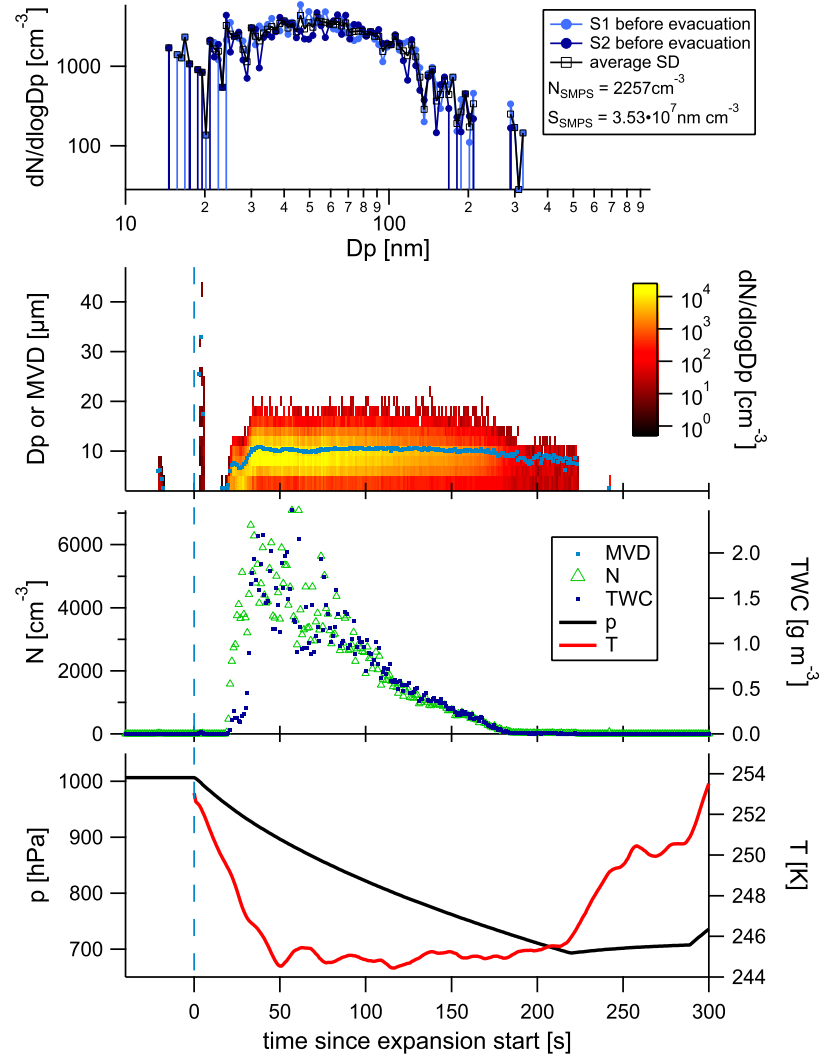 dN/dlogDp [cm⁻³]
1000
100
S1 before evacuation
S2 before evacuation
average SD
N_SMPS = 2257cm⁻³
S_SMPS = 3.53•10⁷nm cm⁻³
10 2 3 4 5 6 7 8 9 100 2 3 4 5 6 7 8 9
Dp [nm]
Dp or MVD [µm]
40
30
20
10
10⁴
10³
10²
10¹
10⁰
dN/dlogDp [cm⁻³]
N [cm⁻³]
6000
4000
2000
0
MVD
N
TWC
p
T
2.0
1.5
1.0
0.5
0.0
TWC [g m⁻³]
p [hPa]
1000
900
800
700
254
252
250
248
246
244
T [K]
0 50 100 150 200 250 300
time since expansion start [s]